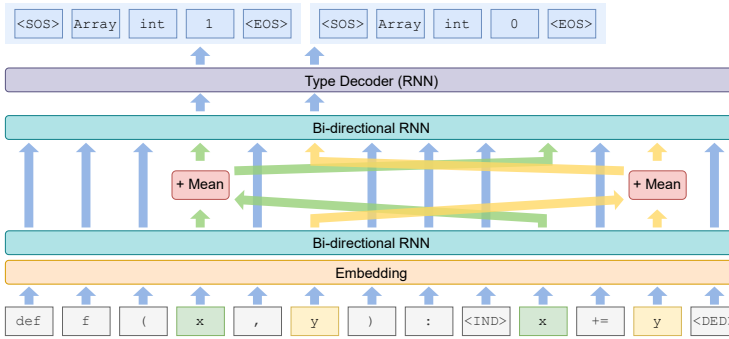 <SOS> Array int 1 <EOS> <SOS> Array int 0 <EOS>
Type Decoder (RNN)
Bi-directional RNN
+ Mean + Mean
Bi-directional RNN
Embedding
def f ( x , y ) : <IND> x += y <DED>